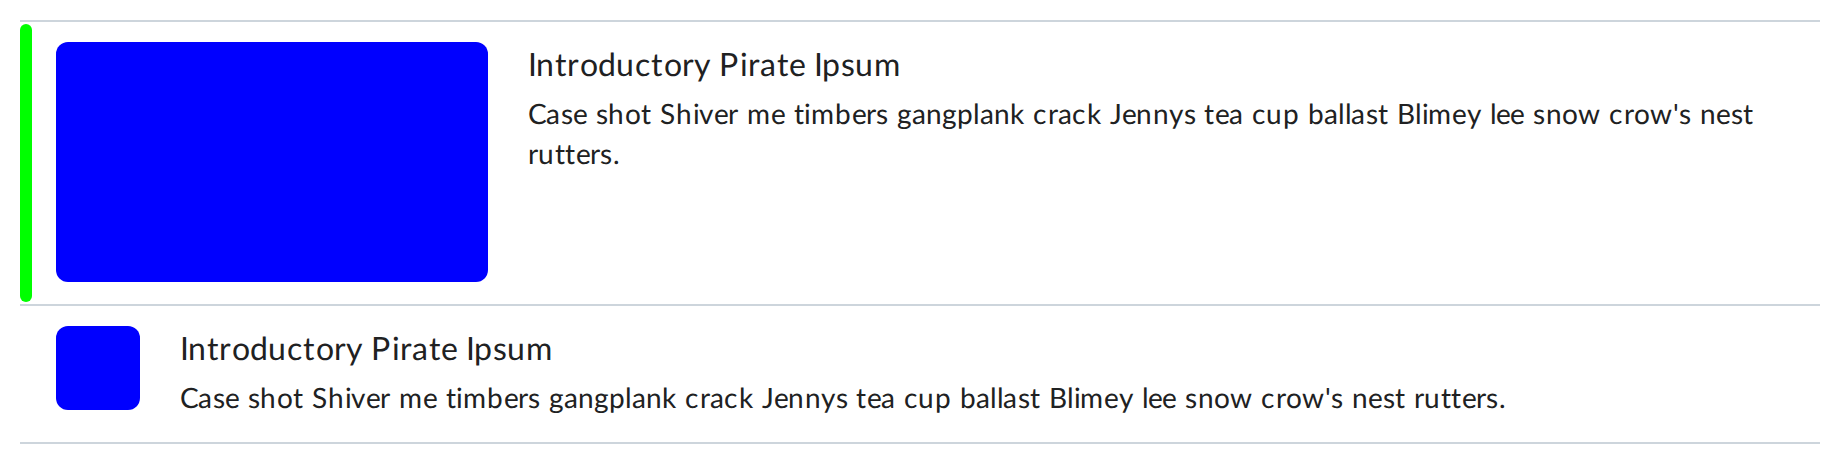 Introductory Pirate Ipsum
Case shot Shiver me timbers gangplank crack Jennys tea cup ballast Blimey lee snow crow's nest
rutters.
Introductory Pirate Ipsum
Case shot Shiver me timbers gangplank crack Jennys tea cup ballast Blimey lee snow crow's nest rutters.